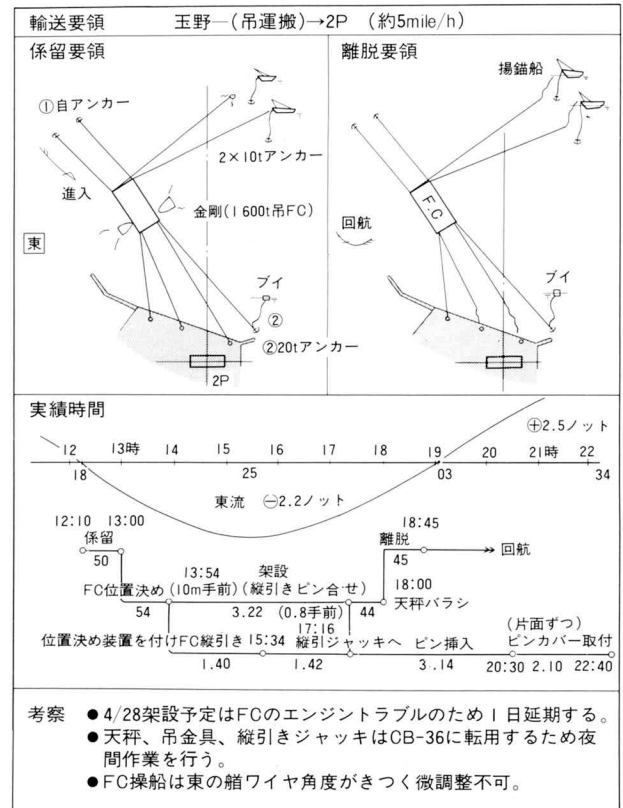 輸送要領 玉野―(吊運搬)→2P (約5mile/h)
係留要領
①自アンカー
2×10tアンカー
進入
金剛(1600t吊FC)
東
ブイ
②
②20tアンカー
2P
離脱要領
揚錨船
F.C
回航
ブイ
実績時間
⊕2.5ノット
12 13時 14 15 16 17 18 19 20 21時 22
18 25 03 34
東流 ⊖2.2ノット
12:10 13:00
係留
50
18:45
離脱
45
回航
13:54 架設
FC位置決め(10m手前)(縦引きピン合せ)
18:00
天秤バラシ
54 3.22 (0.8手前) 44
17:16
(片面ずつ)
位置決め装置を付けFC縦引き 15:34 縦引ジャッキへ ピン挿入 ピンカバー取付
1.40 1.42 3.14 20:30 2.10 22:40
考察 ●4/28架設予定はFCのエンジントラブルのため1日延期する。
●天秤、吊金具、縦引きジャッキはCB-36に転用するため夜
間作業を行う。
●FC操船は東の艏ワイヤ角度がきつく微調整不可。